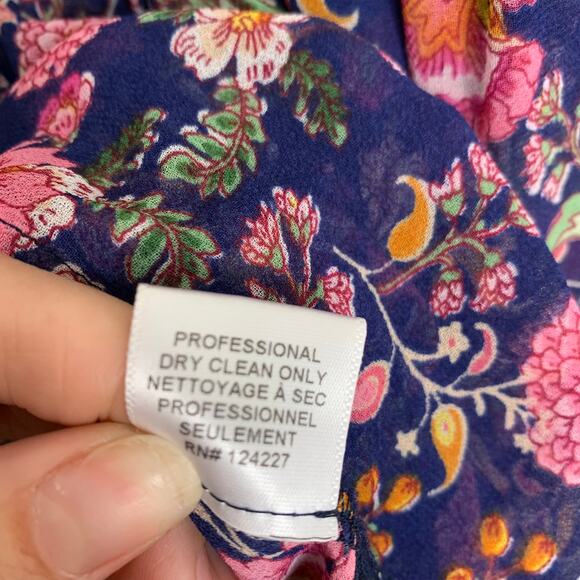 PROFESSIONAL
DRY CLEAN ONLY
NETTOYAGE À SEC
PROFESSIONNEL
SEULEMENT
RN# 124227